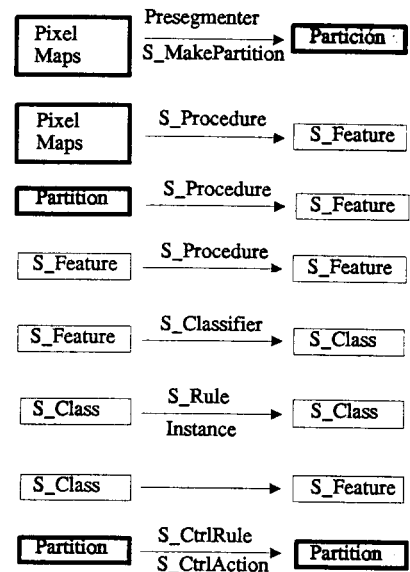 Pixel Maps
Presegmenter
S_MakePartition
Partición
Pixel Maps
S_Procedure
S_Feature
Partition
S_Procedure
S_Feature
S_Feature
S_Procedure
S_Feature
S_Feature
S_Classifier
S_Class
S_Class
S_Rule
Instance
S_Class
S_Class
S_Feature
Partition
S_CtrlRule
S_CtrlAction
Partition